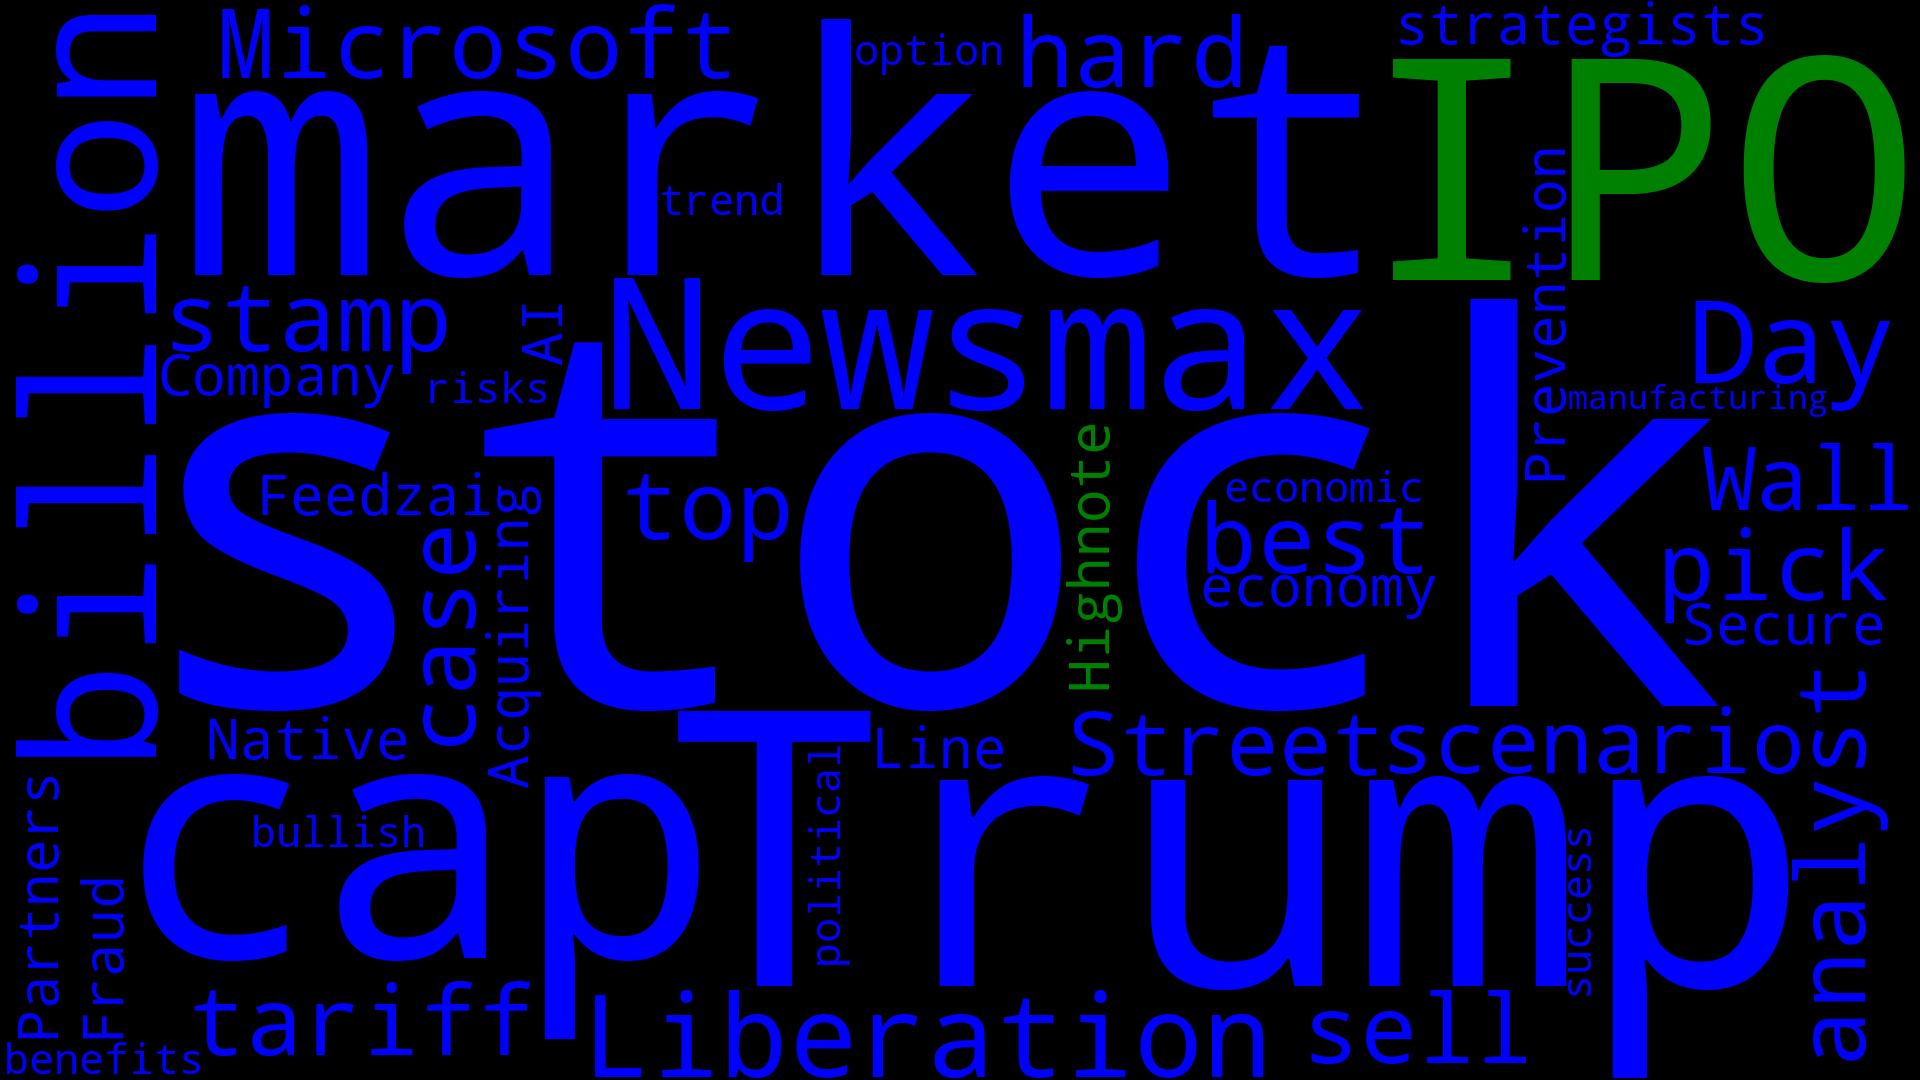 Microsoft
option
hard
strategists
billion
market
IPO
trend
Prevention
stamp
AI
Newsmax
Day
Company
risks
manufacturing
stock
Feedzai
top
Highnote
economic
Wall
case
Acquiring
best
pick
economy
Secure
Native
Line
Street
scenario
analyst
cap
Trump
bullish
political
success
Partners
Fraud
tariff
Liberation
sell
benefits